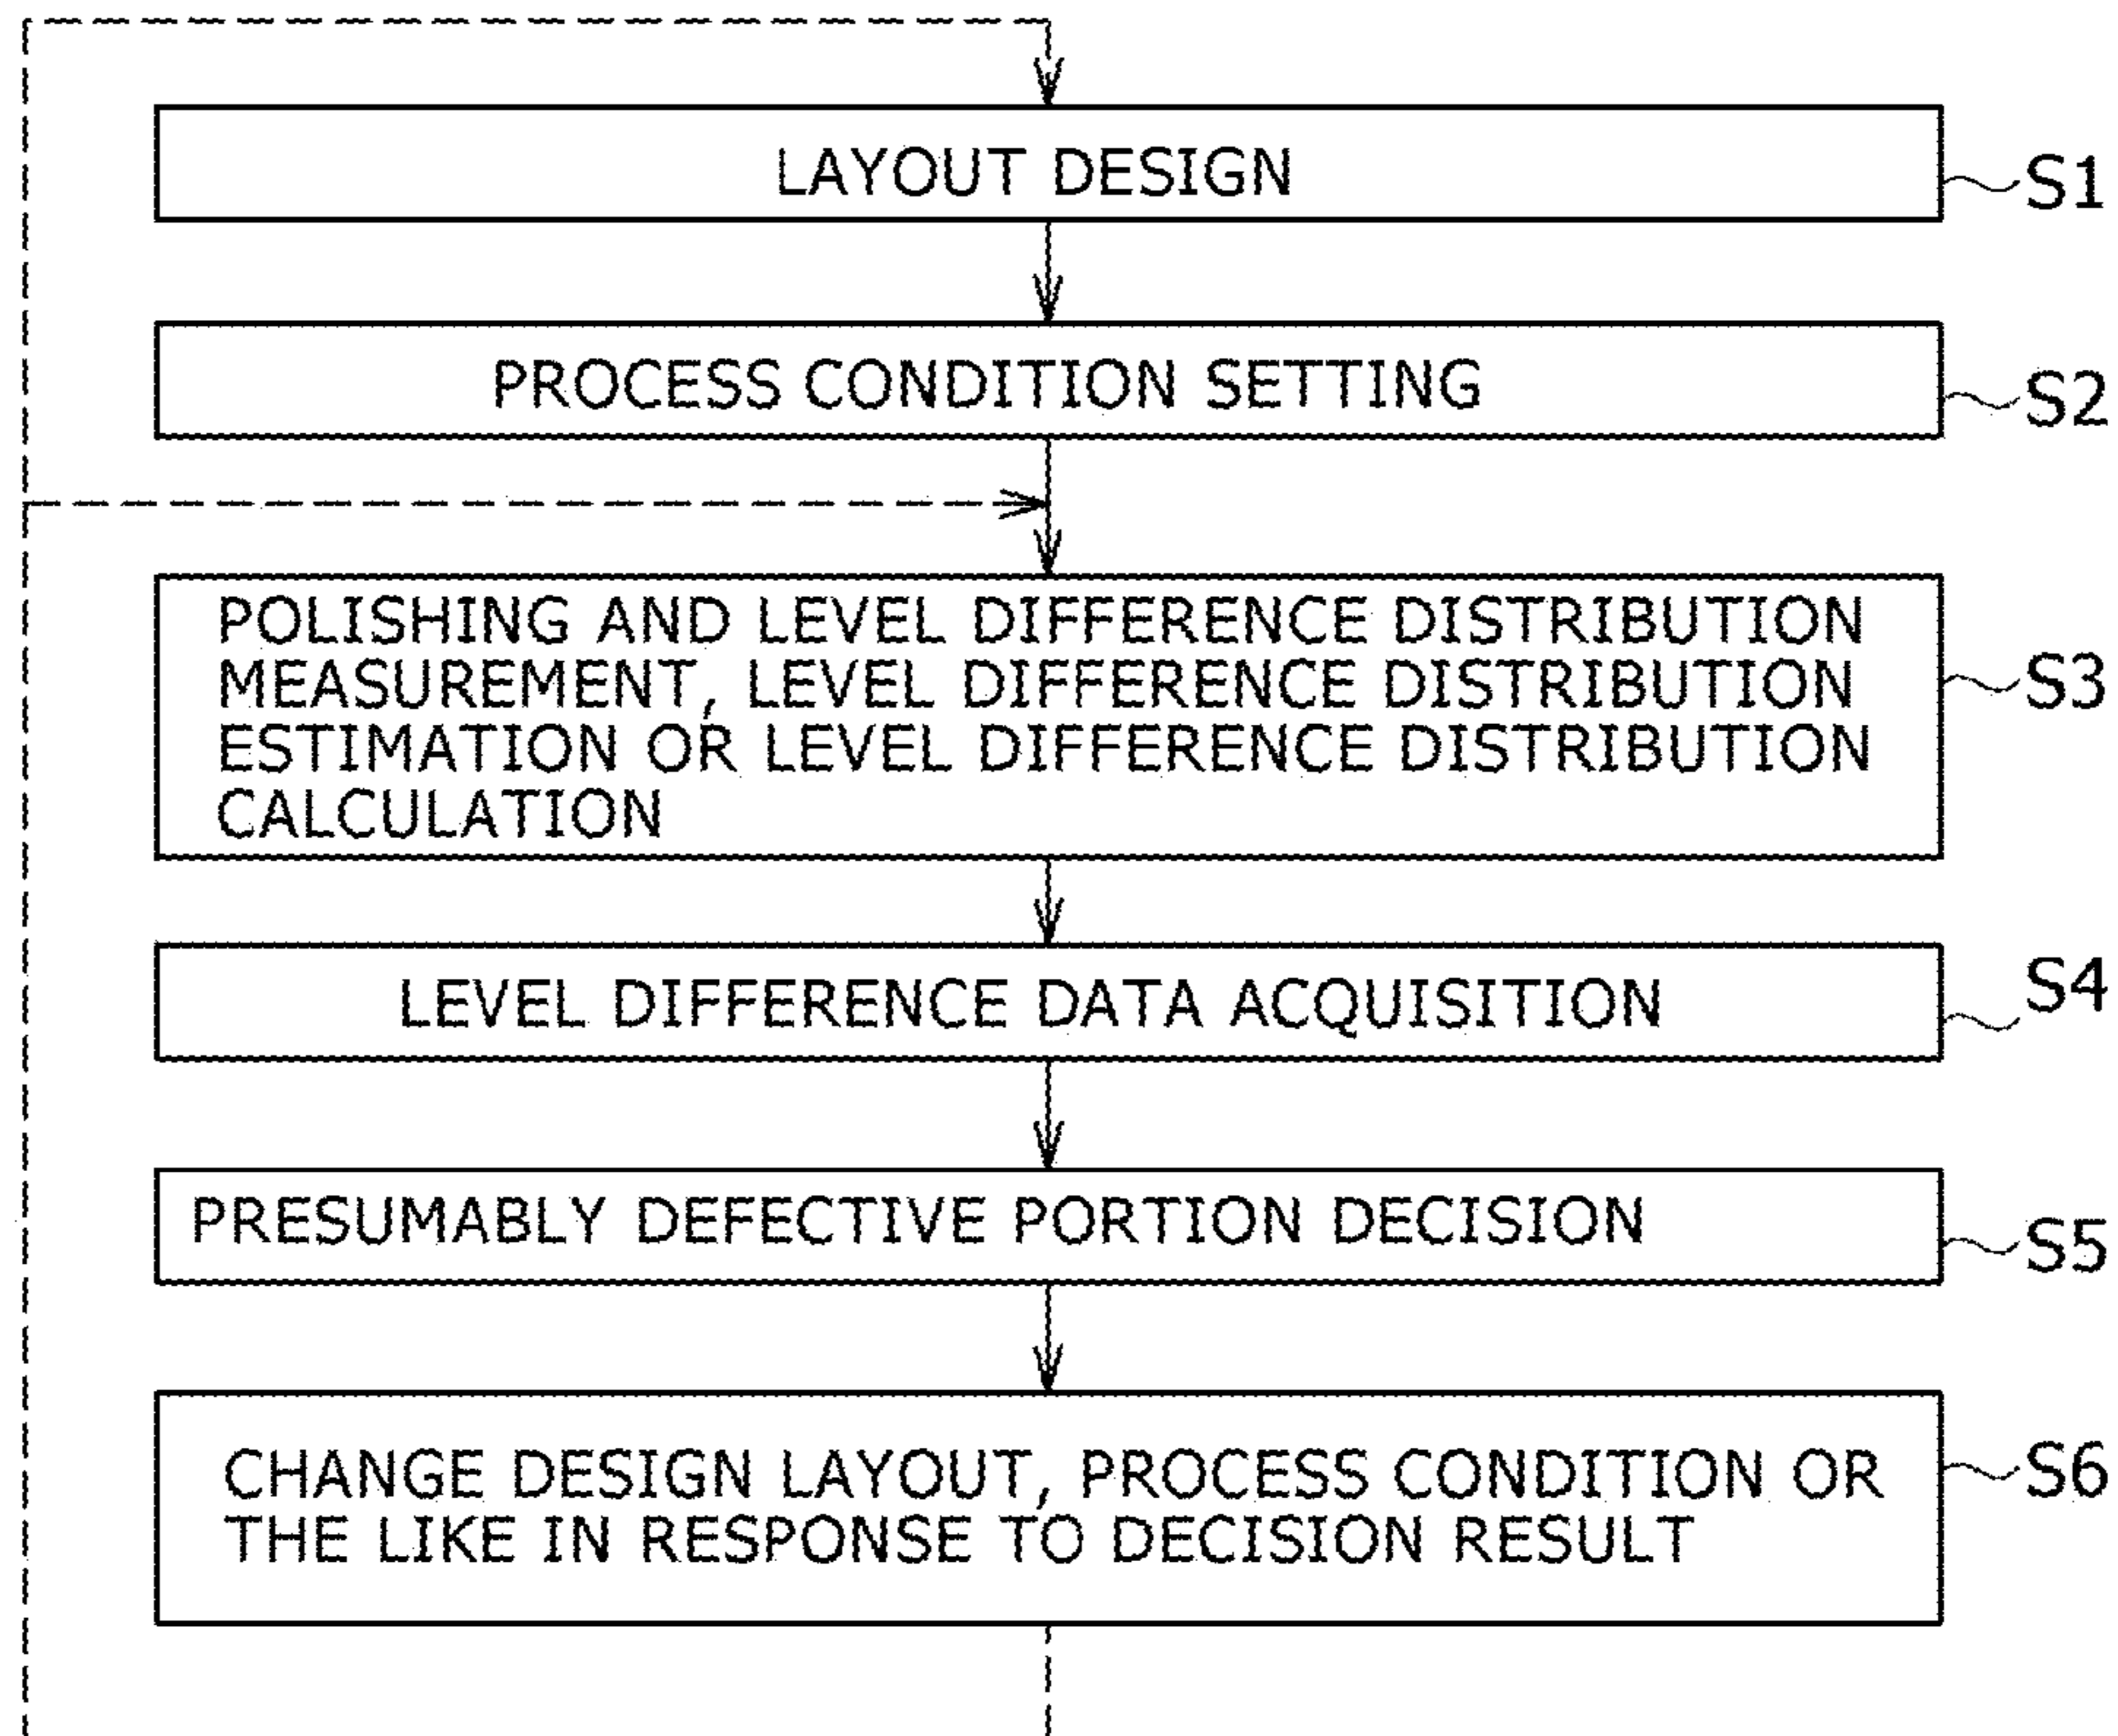 LAYOUT DESIGN
S1
PROCESS CONDITION SETTING
S2
POLISHING AND LEVEL DIFFERENCE DISTRIBUTION
MEASUREMENT, LEVEL DIFFERENCE DISTRIBUTION
ESTIMATION OR LEVEL DIFFERENCE DISTRIBUTION
CALCULATION
S3
LEVEL DIFFERENCE DATA ACQUISITION
S4
PRESUMABLY DEFECTIVE PORTION DECISION
S5
CHANGE DESIGN LAYOUT, PROCESS CONDITION OR
THE LIKE IN RESPONSE TO DECISION RESULT
S6